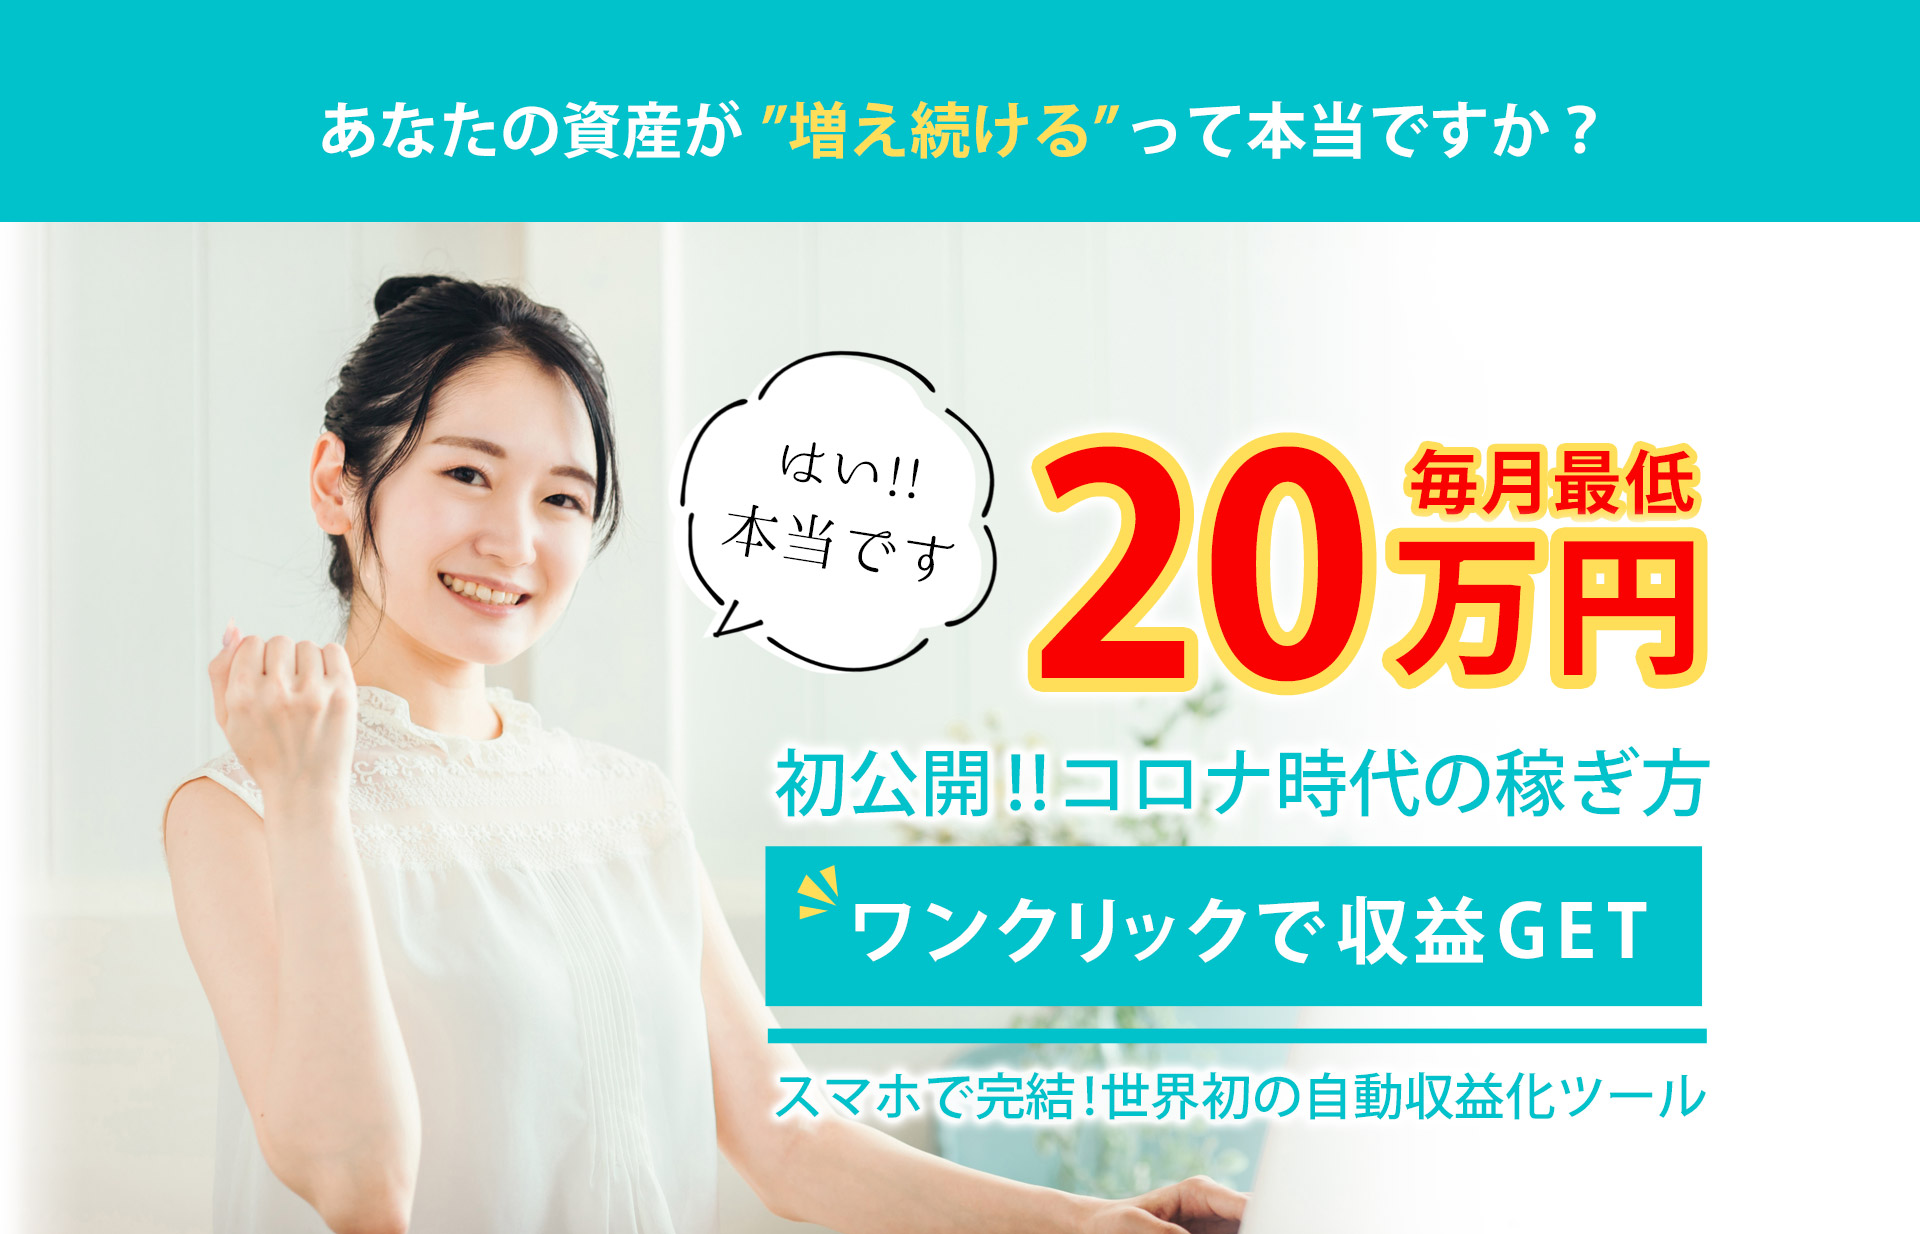 あなたの資産が”増え続ける”って本当ですか？
はい!!
本当です
毎月最低
20万円
初公開!!コロナ時代の稼ぎ方
ワンクリックで収益GET
スマホで完結！世界初の自動収益化ツール